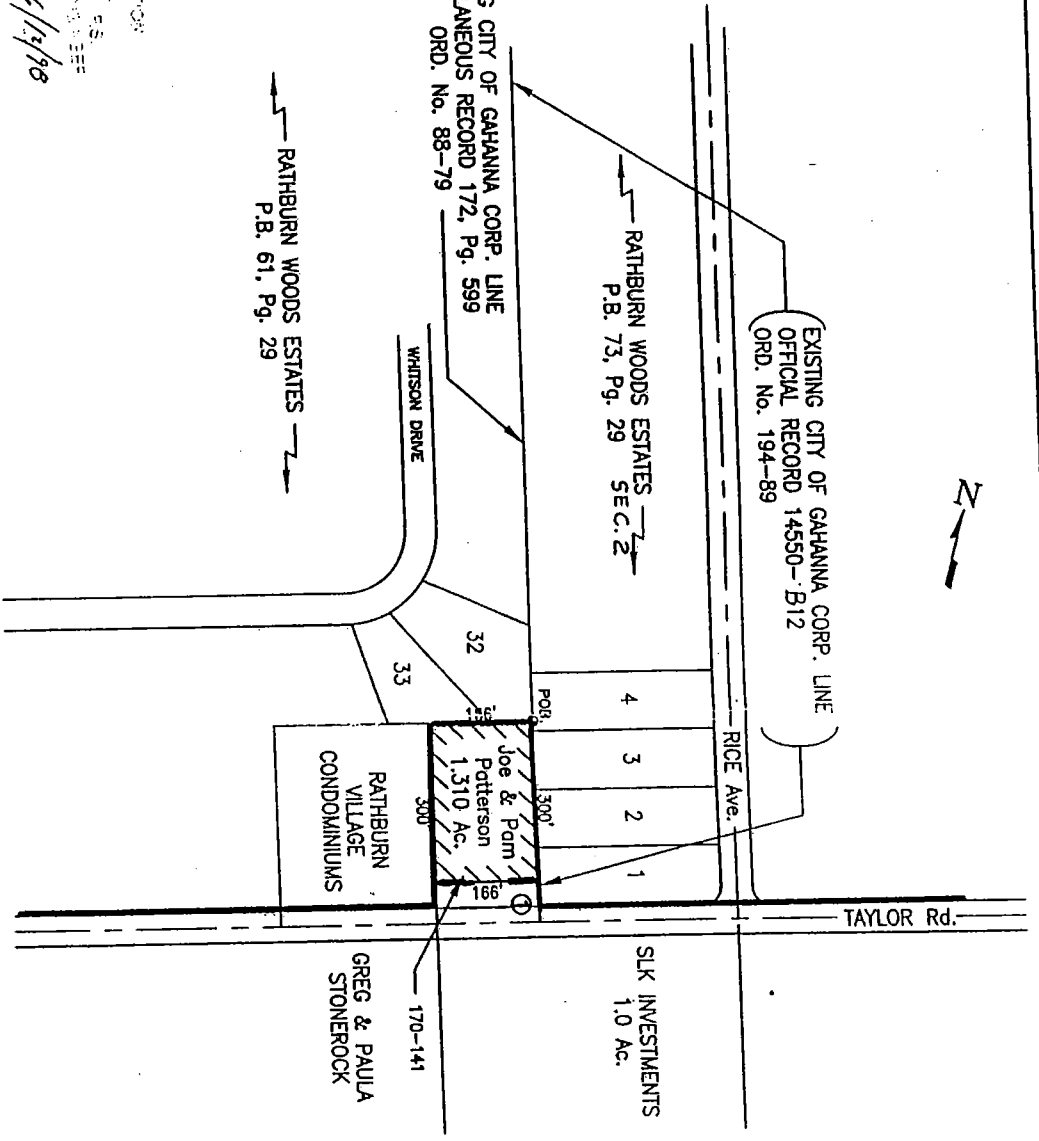 N
EXISTING CITY OF GAHANNA CORP. LINE
OFFICIAL RECORD 14550-B12
ORD. No. 194-89
G CITY OF GAHANNA CORP. LINE
LANEOUS RECORD 172, Pg. 599
ORD. No. 88-79
RATHBURN WOODS ESTATES
P.B. 73, Pg. 29 SEC. 2
RATHBURN WOODS ESTATES
P.B. 61, Pg. 29
WHITSON DRIVE
RICE Ave.
TAYLOR Rd.
4
3
2
1
32
33
POB.
300'
Joe & Pam
Patterson
1.310 Ac.
300'
166'
1
RATHBURN
VILLAGE
CONDOMINIUMS
170-141
SLK INVESTMENTS
1.0 Ac.
GREG & PAULA
STONEROCK